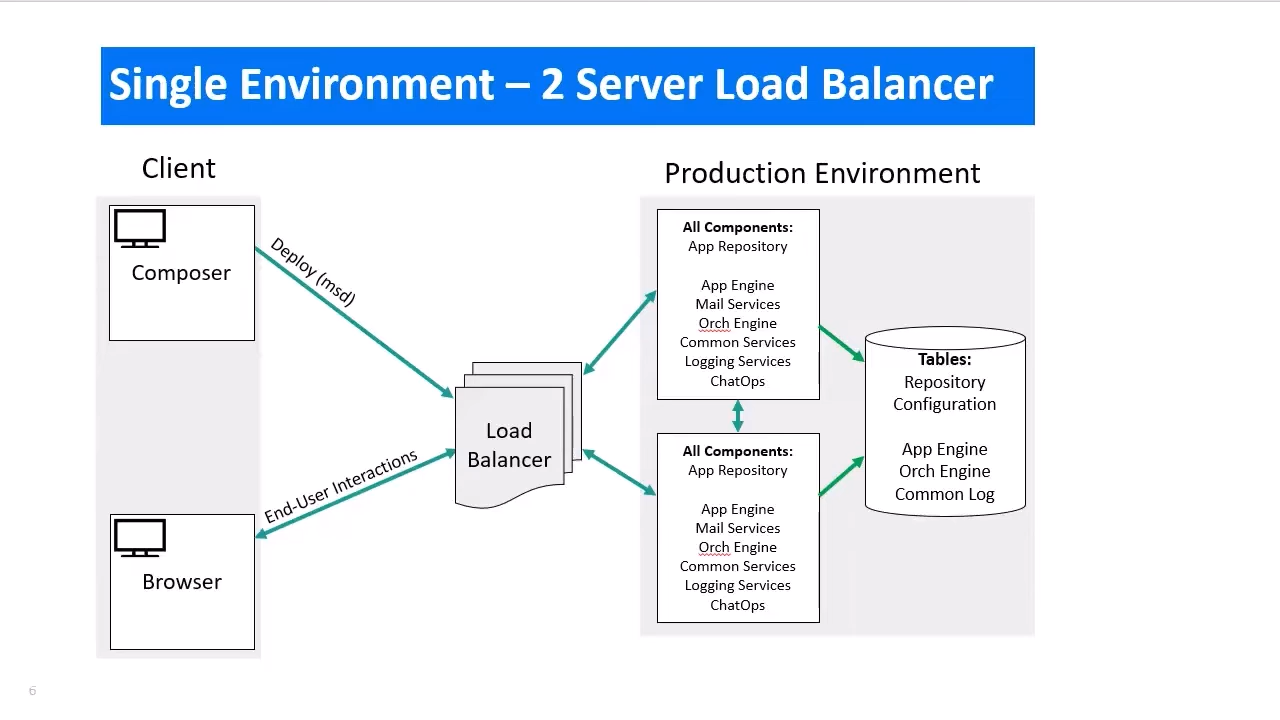 Single Environment – 2 Server Load Balancer
Client
Composer
Browser
Deploy (msd)
End-User Interactions
Load
Balancer
Production Environment
All Components:
App Repository
App Engine
Mail Services
Orch Engine
Common Services
Logging Services
ChatOps
All Components:
App Repository
App Engine
Mail Services
Orch Engine
Common Services
Logging Services
ChatOps
Tables:
Repository
Configuration
App Engine
Orch Engine
Common Log
6